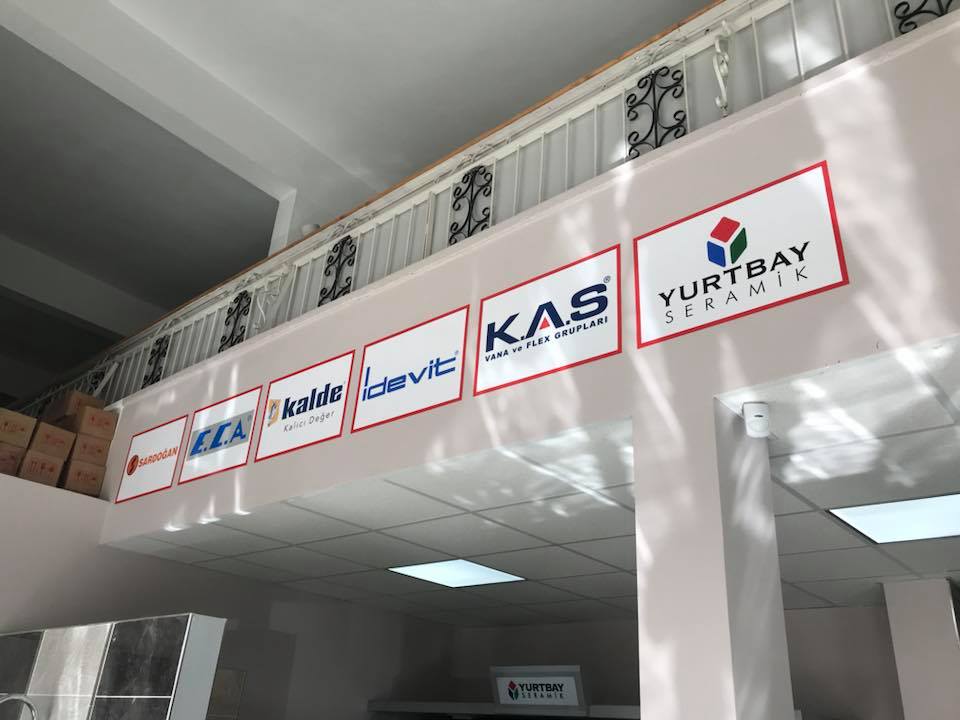 SARDOĞAN
E.C.A.
kalde
Kalıcı Değer
idevit®
K.A.S®
VANA ve FLEX GRUPLARI
YURTBAY
SERAMİK
YURTBAY
SERAMİK